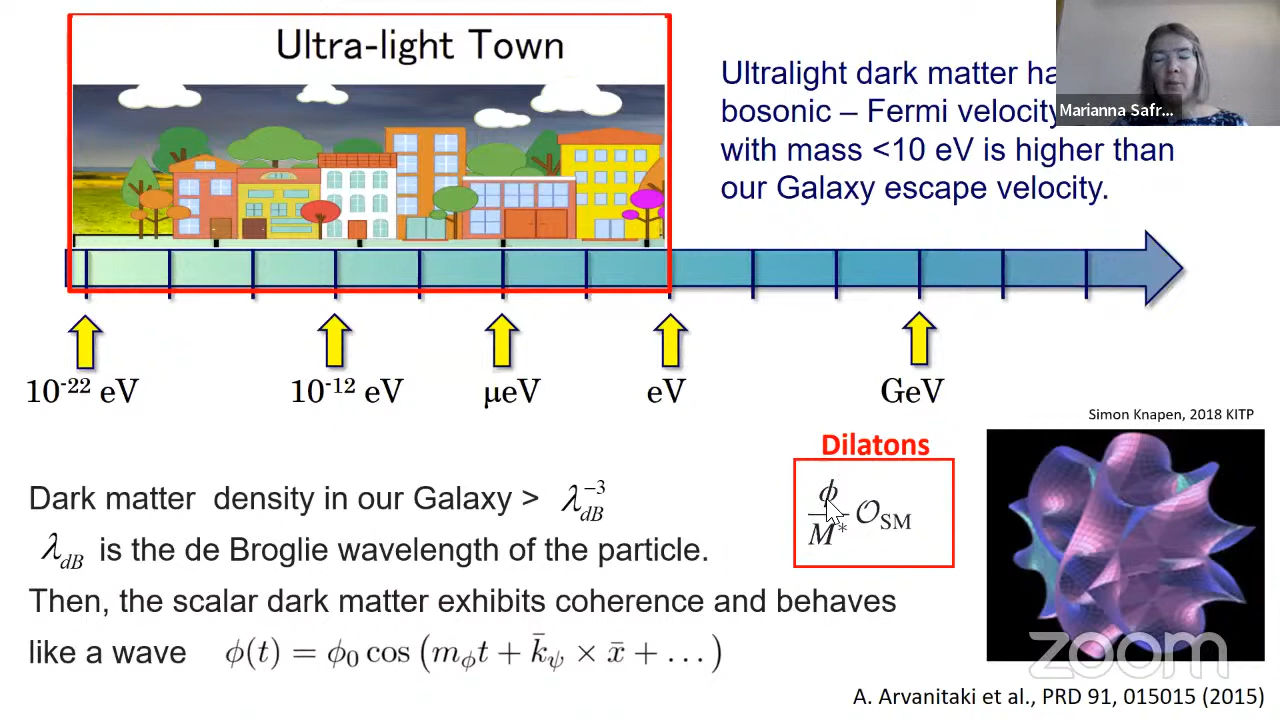 Ultra-light Town
Ultralight dark matter ha
bosonic – Fermi velocity
with mass <10 eV is higher than
our Galaxy escape velocity.
Marianna Safr...
10⁻²² eV
10⁻¹² eV
μeV
eV
GeV
Simon Knapen, 2018 KITP
Dilatons
ϕ/M* 𝒪SM
Dark matter density in our Galaxy > λdB⁻³
λdB is the de Broglie wavelength of the particle.
Then, the scalar dark matter exhibits coherence and behaves
like a wave ϕ(t) = ϕ₀ cos (mϕt + k̄ψ × x̄ + . . . )
zoom
A. Arvanitaki et al., PRD 91, 015015 (2015)